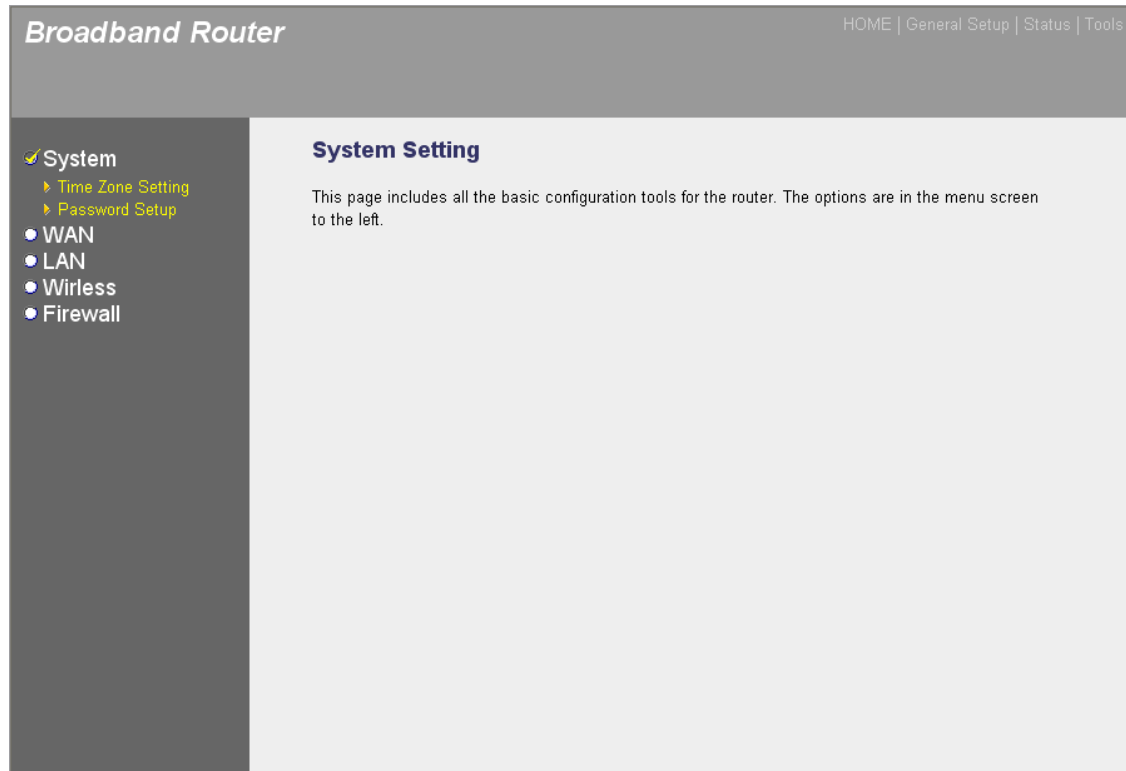 Broadband Router
HOME | General Setup | Status | Tools
System
Time Zone Setting
Password Setup
WAN
LAN
Wirless
Firewall
System Setting
This page includes all the basic configuration tools for the router. The options are in the menu screen
to the left.